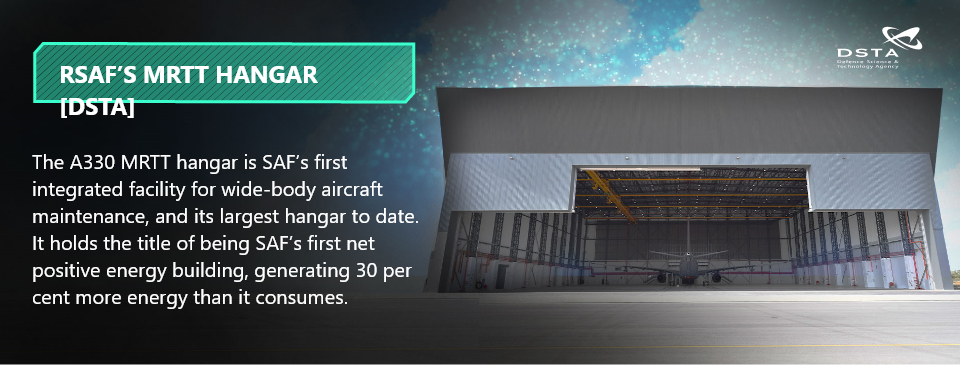 RSAF’S MRTT HANGAR
[DSTA]
DSTA
Defence Science &
Technology Agency
The A330 MRTT hangar is SAF’s first
integrated facility for wide-body aircraft
maintenance, and its largest hangar to date.
It holds the title of being SAF’s first net
positive energy building, generating 30 per
cent more energy than it consumes.